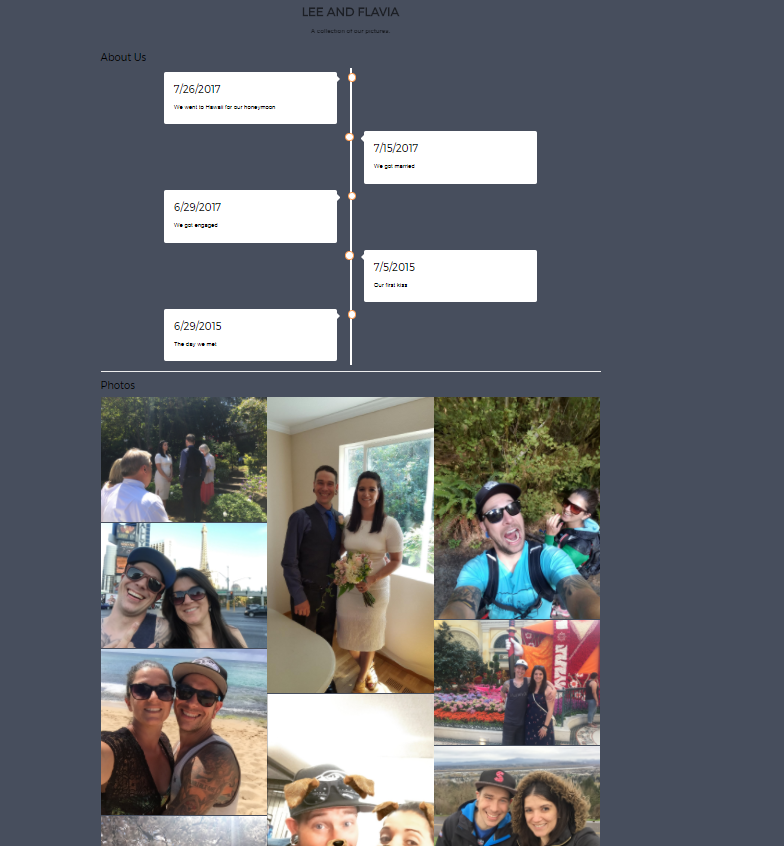 LEE AND FLAVIA
A collection of our pictures.
About Us
7/26/2017
We went to Hawaii for our honeymoon
7/15/2017
We got married
6/29/2017
We got engaged
7/5/2015
Our first kiss
6/29/2015
The day we met
Photos